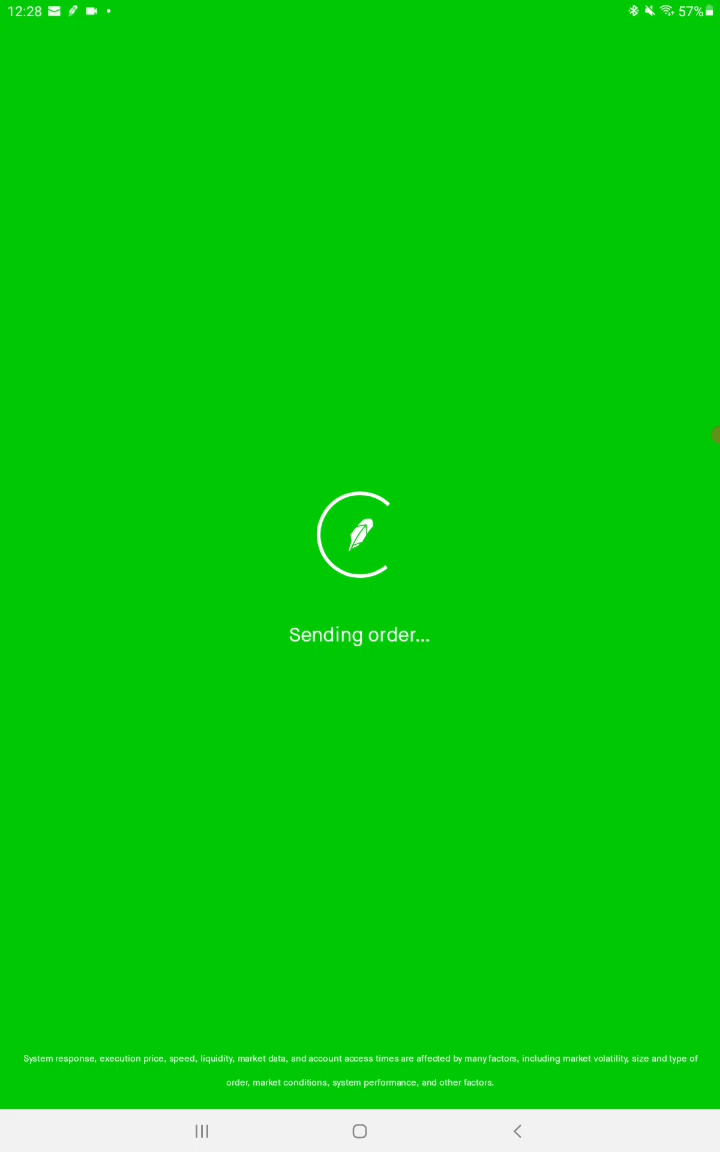 12:28 57%
Sending order...
System response, execution price, speed, liquidity, market data, and account access times are affected by many factors, including market volatility, size and type of
order, market conditions, system performance, and other factors.